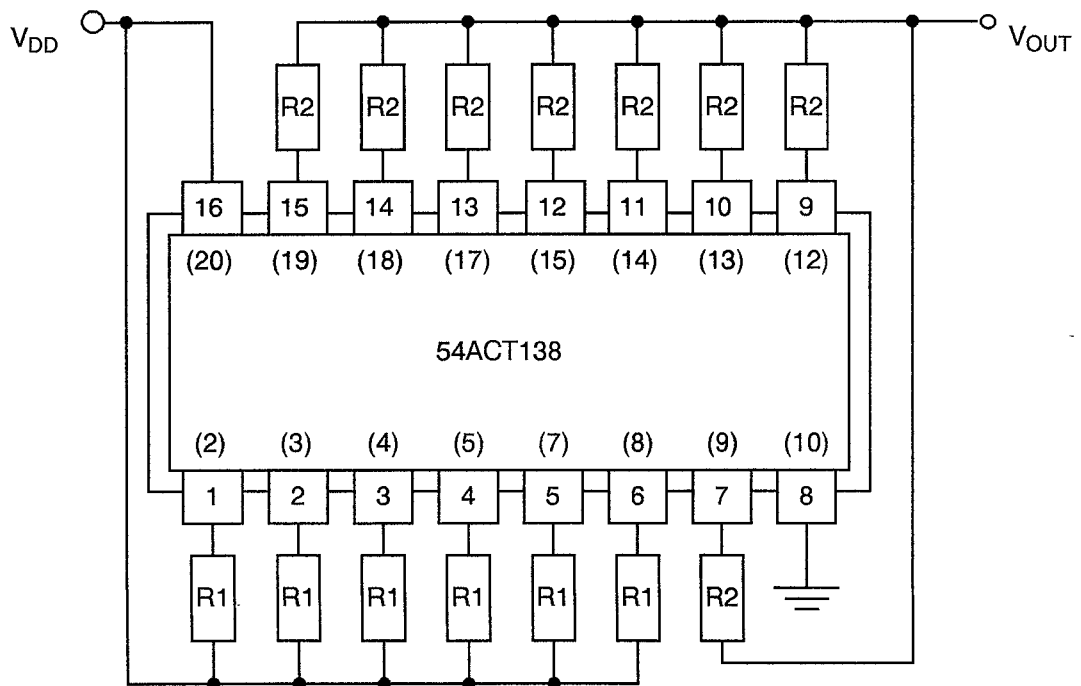 V_DD V_OUT
R2 R2 R2 R2 R2 R2 R2
16 15 14 13 12 11 10 9
(20) (19) (18) (17) (15) (14) (13) (12)
54ACT138
(2) (3) (4) (5) (7) (8) (9) (10)
1 2 3 4 5 6 7 8
R1 R1 R1 R1 R1 R1 R2